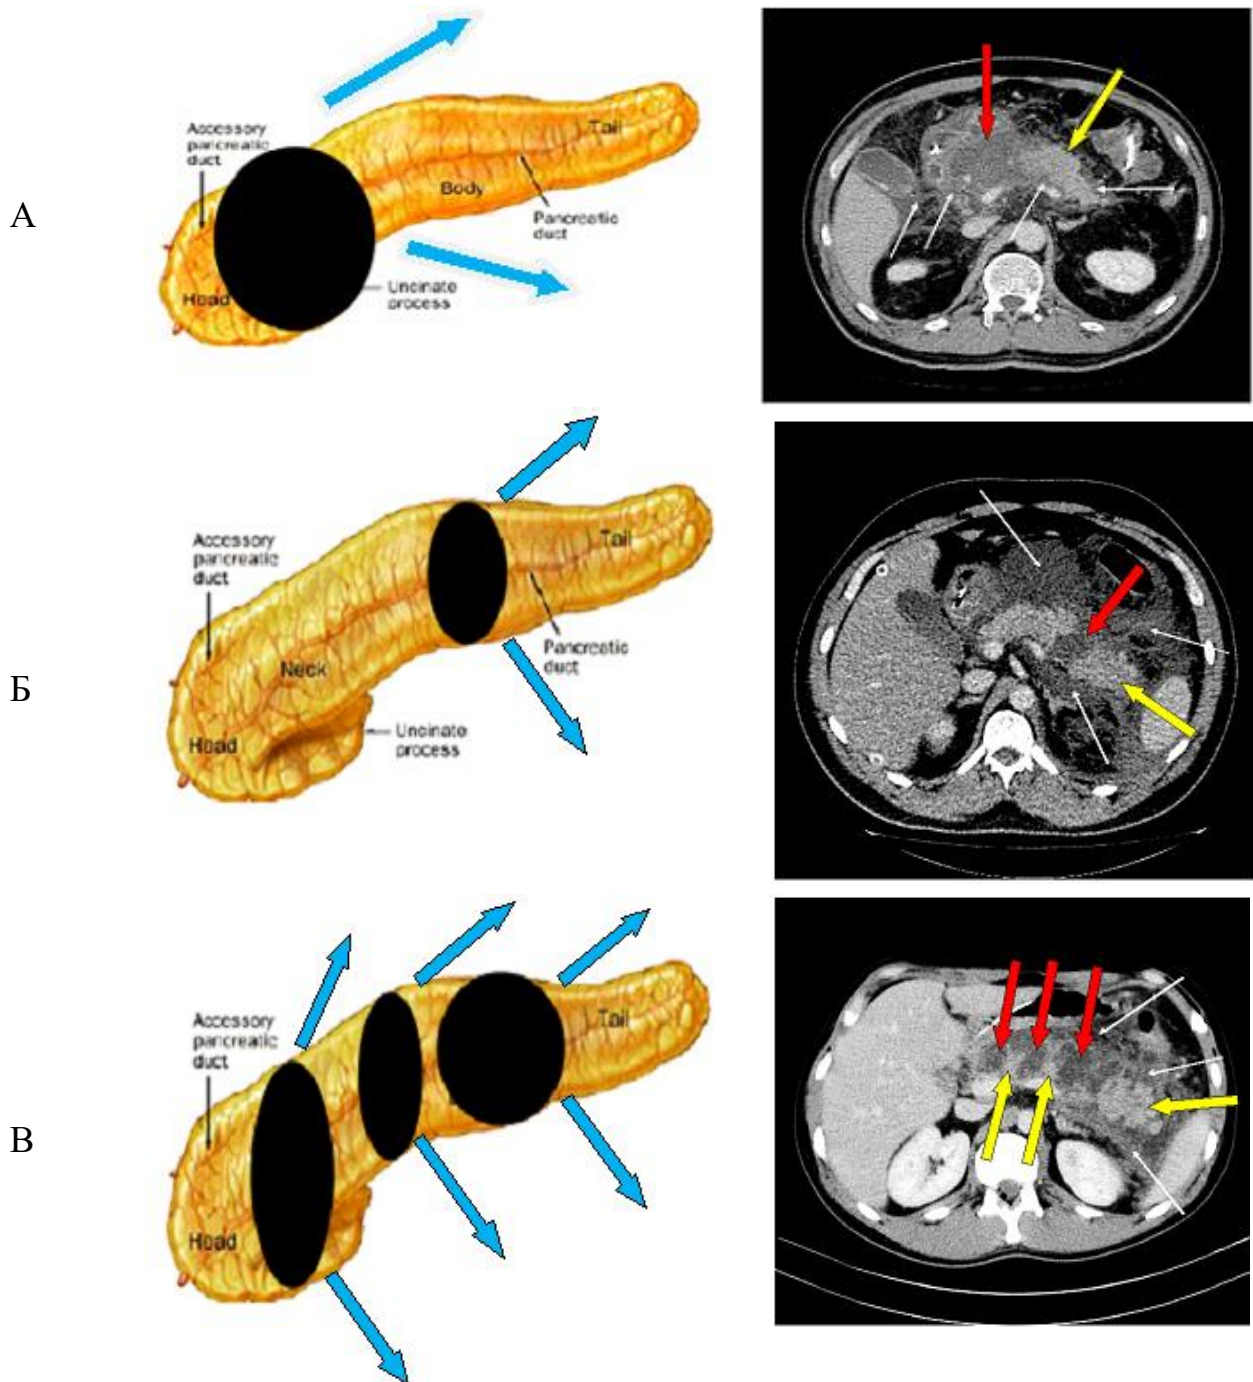 А
Accessory
pancreatic
duct
Tail
Body
Pancreatic
duct
Head
Uncinate
process
Б
Accessory
pancreatic
duct
Tail
Pancreatic
duct
Neck
Head
Uncinate
process
В
Accessory
pancreatic
duct
Tail
Head